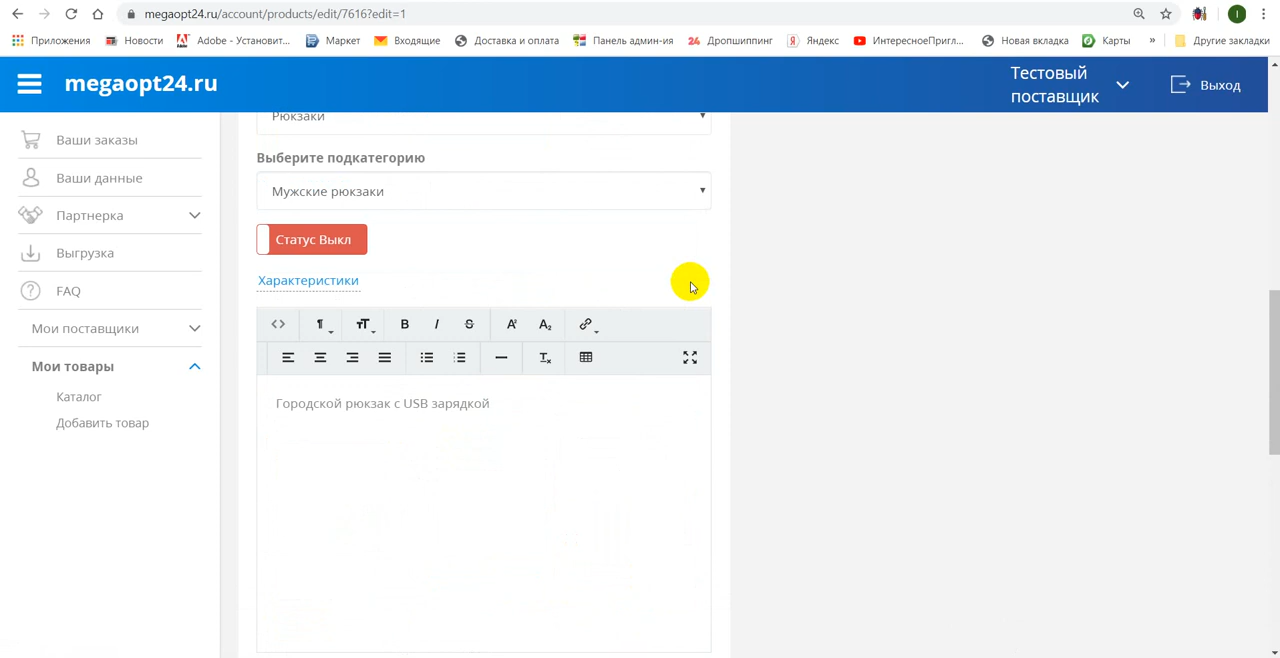 megaopt24.ru/account/products/edit/7616?edit=1
Приложения Новости Adobe - Установит... Маркет Входящие Доставка и оплата Панель админ-ия 24 Дропшиппинг Яндекс ИнтересноеПригл... Новая вкладка Карты » Другие закладки
megaopt24.ru
Тестовый
поставщик
Выход
Ваши заказы
Ваши данные
Партнерка
Выгрузка
FAQ
Мои поставщики
Мои товары
Каталог
Добавить товар
Рюкзаки
Выберите подкатегорию
Мужские рюкзаки
Статус Выкл
Характеристики
Городской рюкзак с USB зарядкой